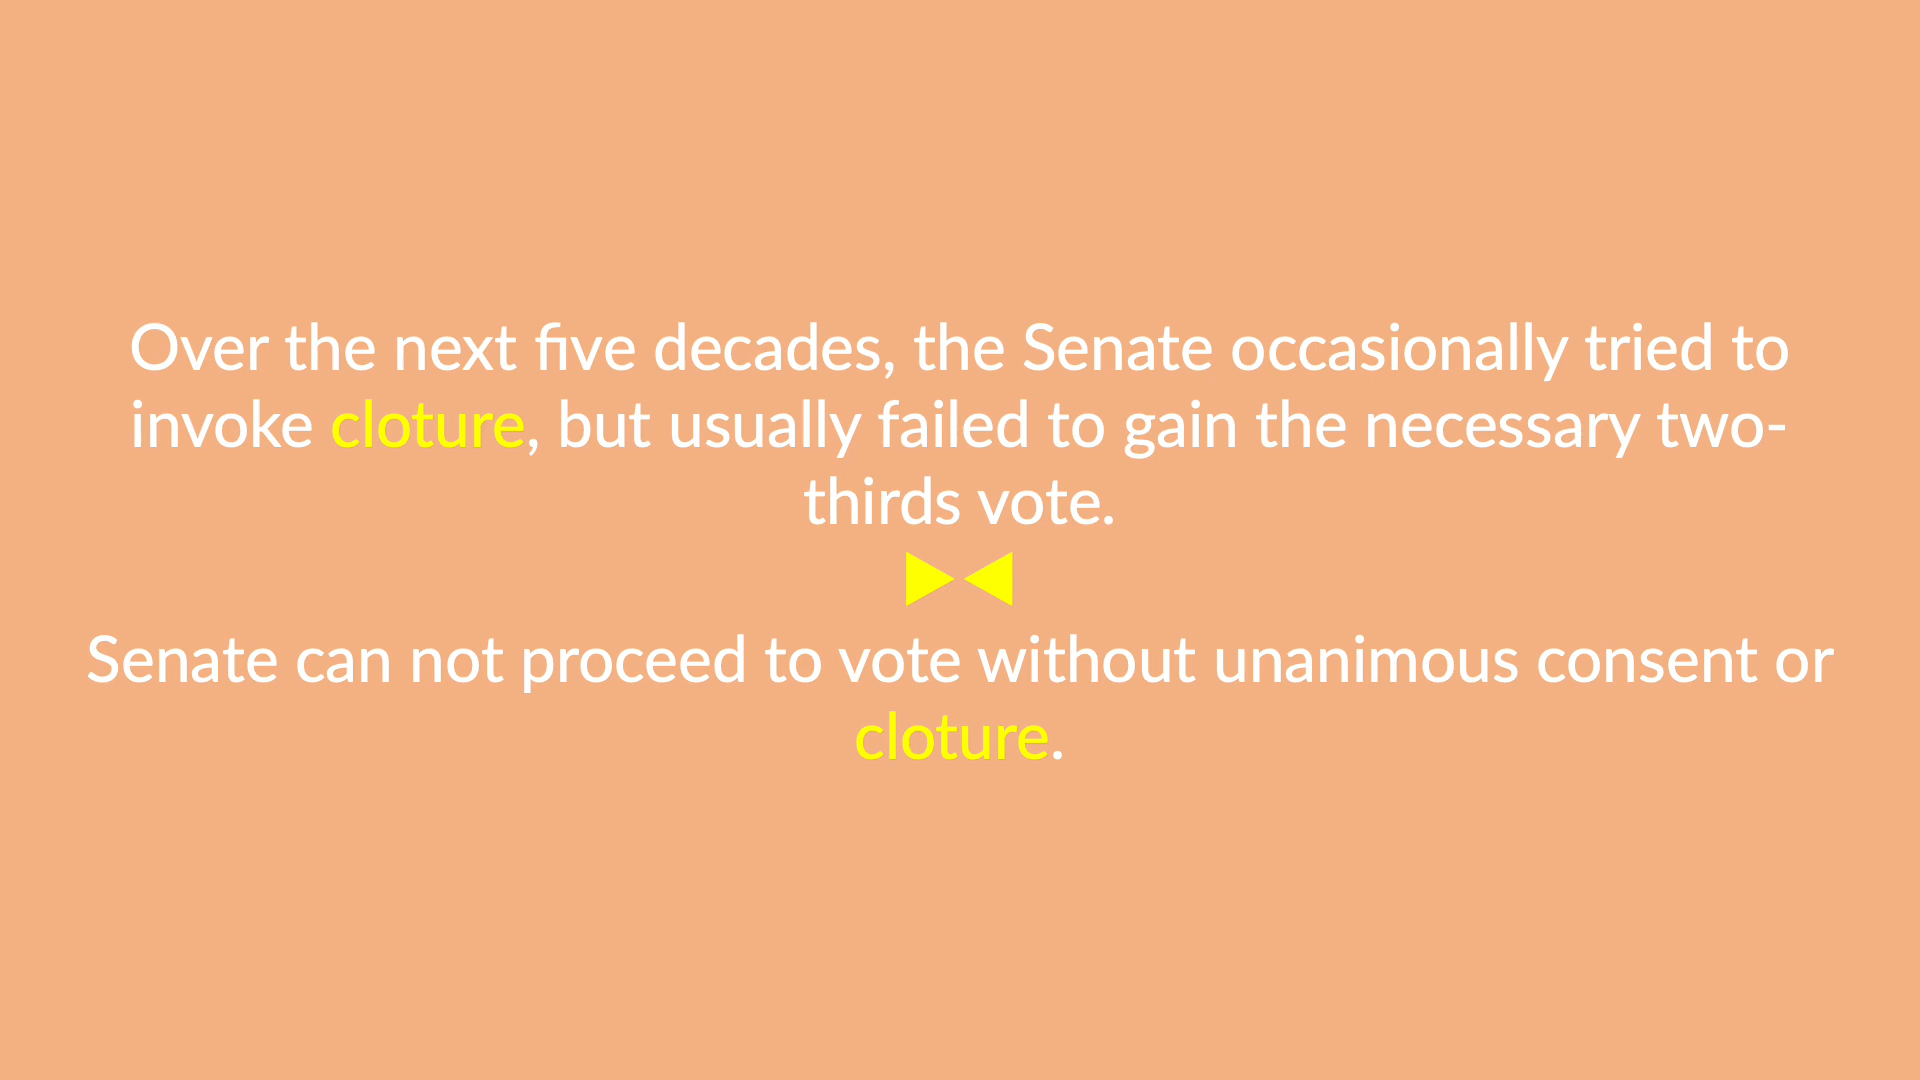 Over the next five decades, the Senate occasionally tried to
invoke cloture, but usually failed to gain the necessary two-
thirds vote.
Senate can not proceed to vote without unanimous consent or
cloture.